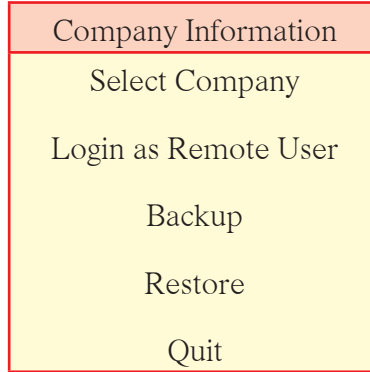 Company Information
Select Company
Login as Remote User
Backup
Restore
Quit